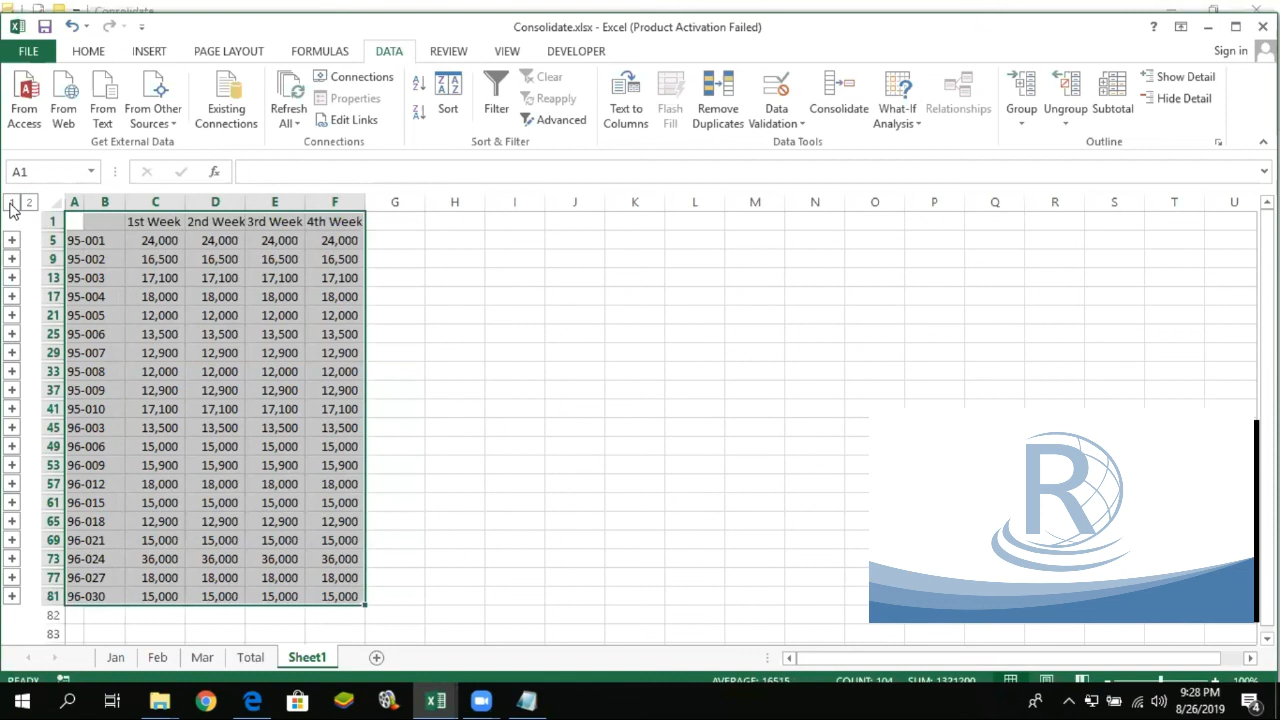 Consolidate
Consolidate.xlsx - Excel (Product Activation Failed)
?
FILE HOME INSERT PAGE LAYOUT FORMULAS DATA REVIEW VIEW DEVELOPER Sign in
From Access
From Web
From Text
From Other Sources
Existing Connections
Refresh All
Connections
Properties
Edit Links
Sort
Filter
Clear
Reapply
Advanced
Text to Columns
Flash Fill
Remove Duplicates
Data Validation
Consolidate
What-If Analysis
Relationships
Group
Ungroup
Subtotal
Show Detail
Hide Detail
Get External Data Connections Sort & Filter Data Tools Outline
A1 fx
1 2 A B C D E F G H I J K L M N O P Q R S T U
1 1st Week 2nd Week 3rd Week 4th Week
5 95-001 24,000 24,000 24,000 24,000
9 95-002 16,500 16,500 16,500 16,500
13 95-003 17,100 17,100 17,100 17,100
17 95-004 18,000 18,000 18,000 18,000
21 95-005 12,000 12,000 12,000 12,000
25 95-006 13,500 13,500 13,500 13,500
29 95-007 12,900 12,900 12,900 12,900
33 95-008 12,000 12,000 12,000 12,000
37 95-009 12,900 12,900 12,900 12,900
41 95-010 17,100 17,100 17,100 17,100
45 96-003 13,500 13,500 13,500 13,500
49 96-006 15,000 15,000 15,000 15,000
53 96-009 15,900 15,900 15,900 15,900
57 96-012 18,000 18,000 18,000 18,000
61 96-015 15,000 15,000 15,000 15,000
65 96-018 12,900 12,900 12,900 12,900
69 96-021 15,000 15,000 15,000 15,000
73 96-024 36,000 36,000 36,000 36,000
77 96-027 18,000 18,000 18,000 18,000
81 96-030 15,000 15,000 15,000 15,000
82
83
R
Jan Feb Mar Total Sheet1
READY AVERAGE: 16515 COUNT: 104 SUM: 1321200 100%
9:28 PM
8/26/2019
4